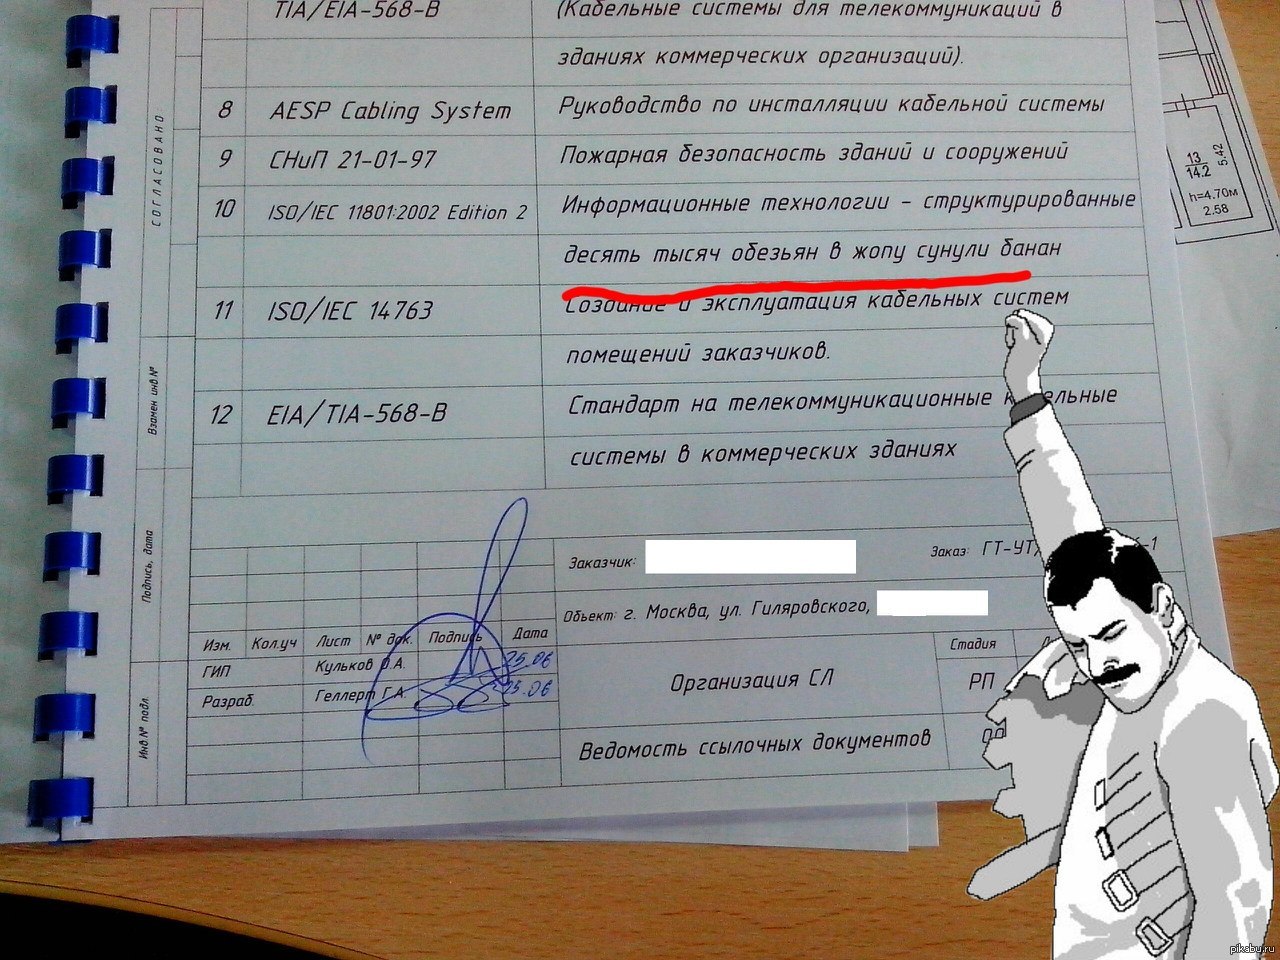 TIA/EIA-568-B
(Кабельные системы для телекоммуникаций в
зданиях коммерческих организаций).
8 AESP Cabling System Руководство по инсталляции кабельной системы
9 СНиП 21-01-97 Пожарная безопасность зданий и сооружений
10 ISO/IEC 11801:2002 Edition 2 Информационные технологии – структурированные
десять тысяч обезьян в жопу сунули банан
11 ISO/IEC 14763 Создание и эксплуатация кабельных систем
помещений заказчиков.
12 EIA/TIA-568-B Стандарт на телекоммуникационные кабельные
системы в коммерческих зданиях
СОГЛАСОВАНО:
Взамен инв.№
Подпись, дата
Инв.№ подл
Заказчик:
Заказ: ГТ-УТ -1
Объект: г. Москва, ул. Гиляровского,
Изм. Кол.уч Лист № док. Подпись Дата
ГИП Кульков О.А. 25.06
Разраб. Геллерт Г.А. 25.06
Организация СЛ
Стадия
РП
Ведомость ссылочных документов
13
14.2
5.42
h=4.70м
2.58
pikabu.ru